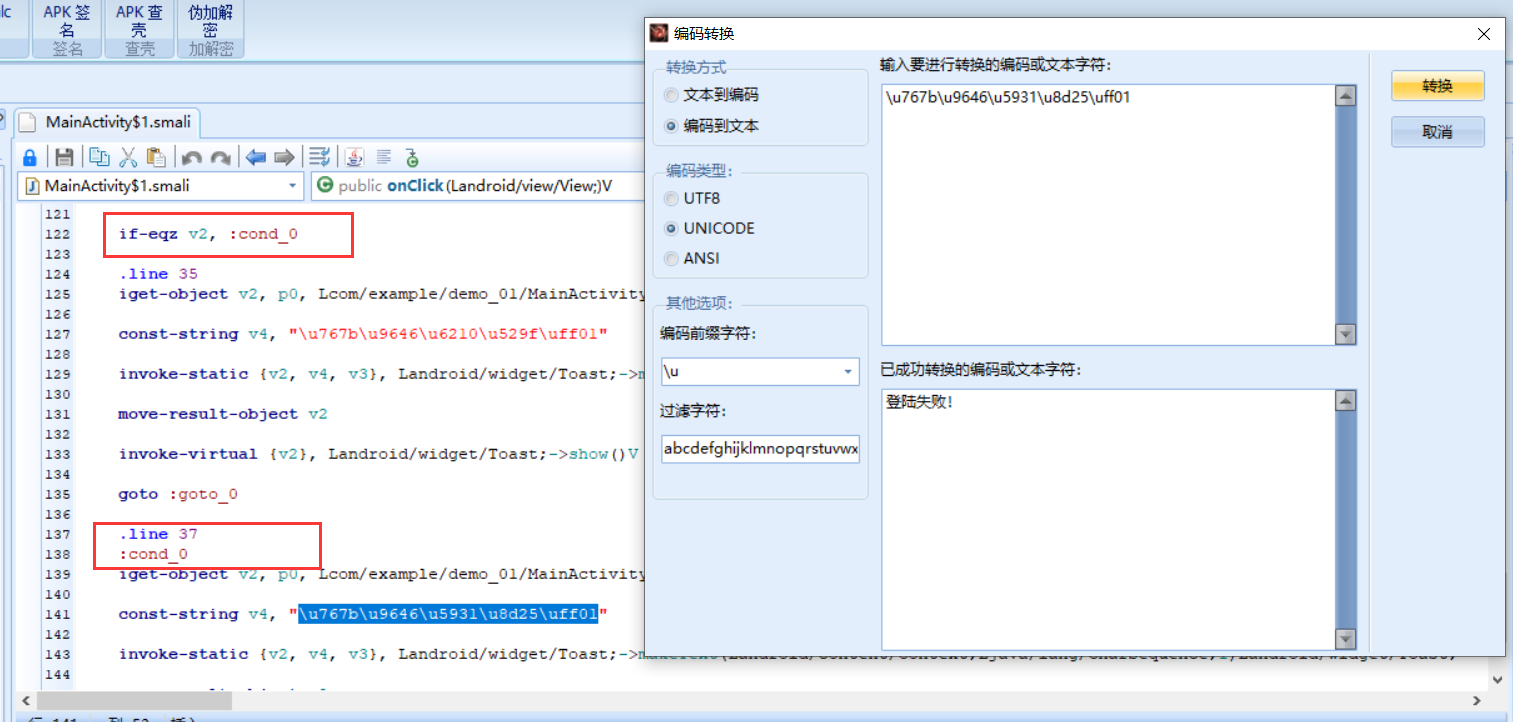 lc
APK 签
名
签名
APK 查
壳
查壳
伪加解
密
加解密
MainActivity$1.smali
MainActivity$1.smali
public onClick(Landroid/view/View;)V
121
122 if-eqz v2, :cond_0
123
124 .line 35
125 iget-object v2, p0, Lcom/example/demo_01/MainActivity
126
127 const-string v4, "\u767b\u9646\u6210\u529f\uff01"
128
129 invoke-static {v2, v4, v3}, Landroid/widget/Toast;->m
130
131 move-result-object v2
132
133 invoke-virtual {v2}, Landroid/widget/Toast;->show()V
134
135 goto :goto_0
136
137 .line 37
138 :cond_0
139 iget-object v2, p0, Lcom/example/demo_01/MainActivity
140
141 const-string v4, "\u767b\u9646\u5931\u8d25\uff01"
142
143 invoke-static {v2, v4, v3}, Landroid/widget/Toast;->
144
编码转换
转换方式
文本到编码
编码到文本
编码类型:
UTF8
UNICODE
ANSI
其他选项:
编码前缀字符:
\u
过滤字符:
abcdefghijklmnopqrstuvwx
输入要进行转换的编码或文本字符:
\u767b\u9646\u5931\u8d25\uff01
已成功转换的编码或文本字符:
登陆失败！
转换
取消